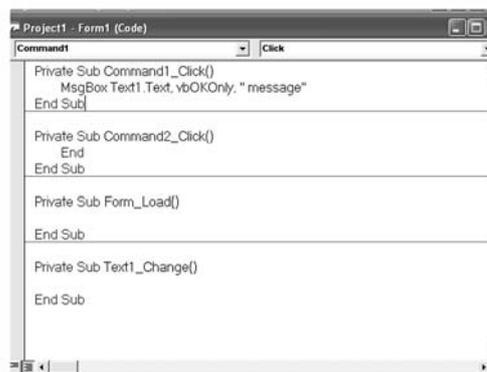 Project1 - Form1 (Code)
Command1 Click
Private Sub Command1_Click()
MsgBox Text1.Text, vbOKOnly, " message"
End Sub
Private Sub Command2_Click()
End
End Sub
Private Sub Form_Load()
End Sub
Private Sub Text1_Change()
End Sub